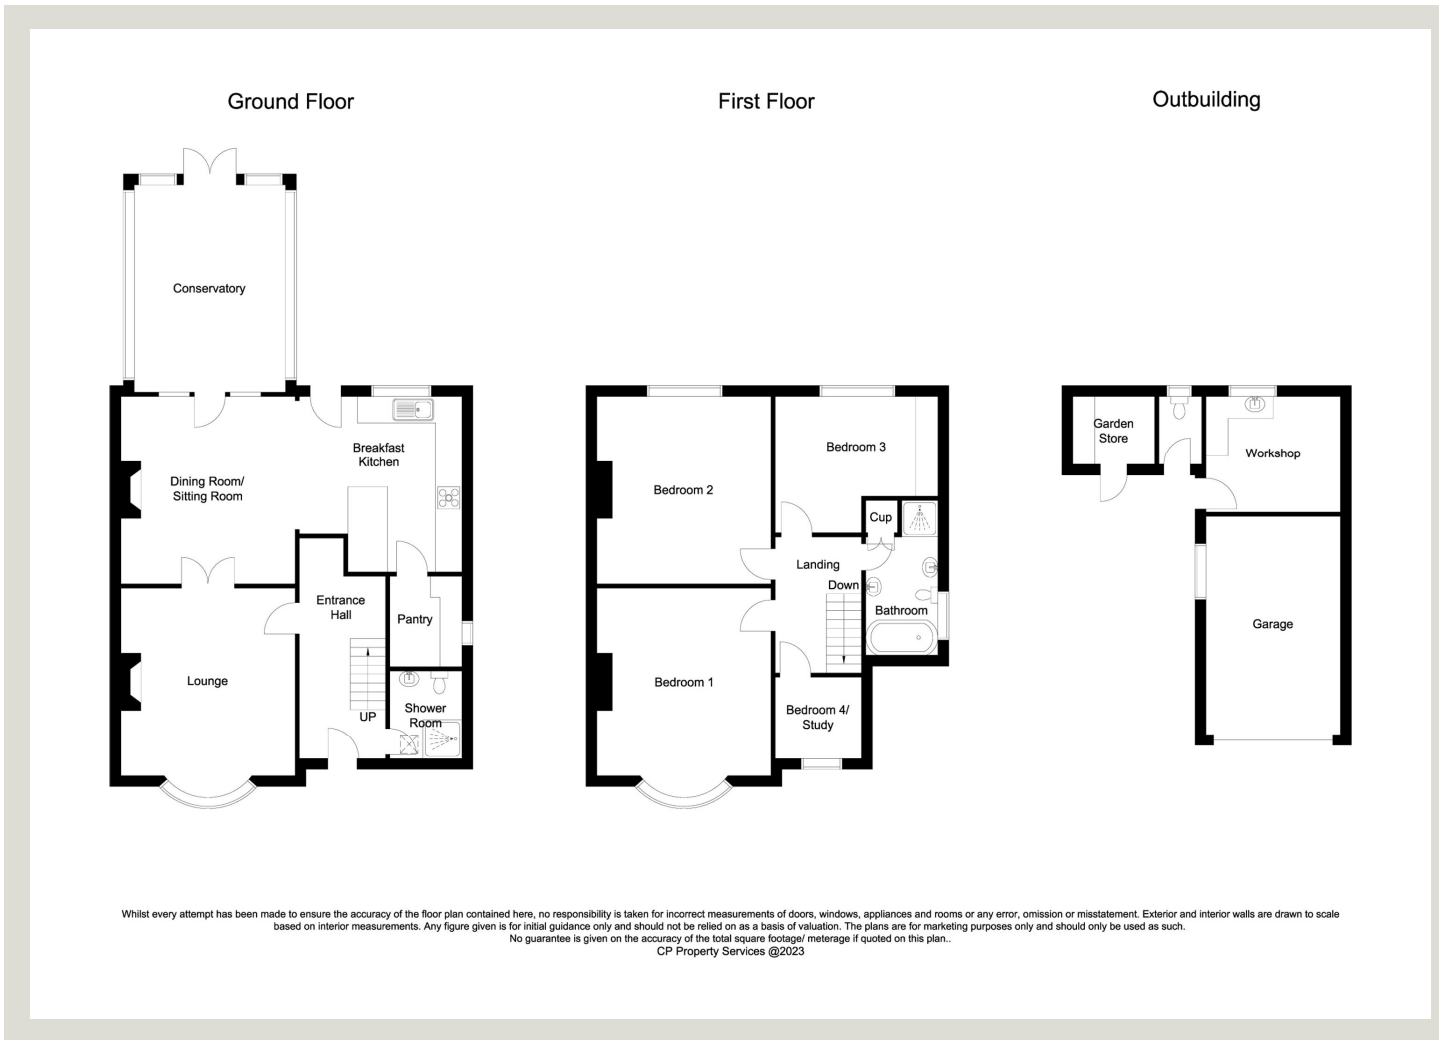 Ground Floor
First Floor
Outbuilding
Conservatory
Breakfast
Kitchen
Dining Room/
Sitting Room
Entrance
Hall
Pantry
Lounge
UP
Shower
Room
Bedroom 2
Bedroom 3
Cup
Landing
Down
Bathroom
Bedroom 1
Bedroom 4/
Study
Garden
Store
Workshop
Garage
Whilst every attempt has been made to ensure the accuracy of the floor plan contained here, no responsibility is taken for incorrect measurements of doors, windows, appliances and rooms or any error, omission or misstatement. Exterior and interior walls are drawn to scale
based on interior measurements. Any figure given is for initial guidance only and should not be relied on as a basis of valuation. The plans are for marketing purposes only and should only be used as such.
No guarantee is given on the accuracy of the total square footage/ meterage if quoted on this plan..
CP Property Services @2023